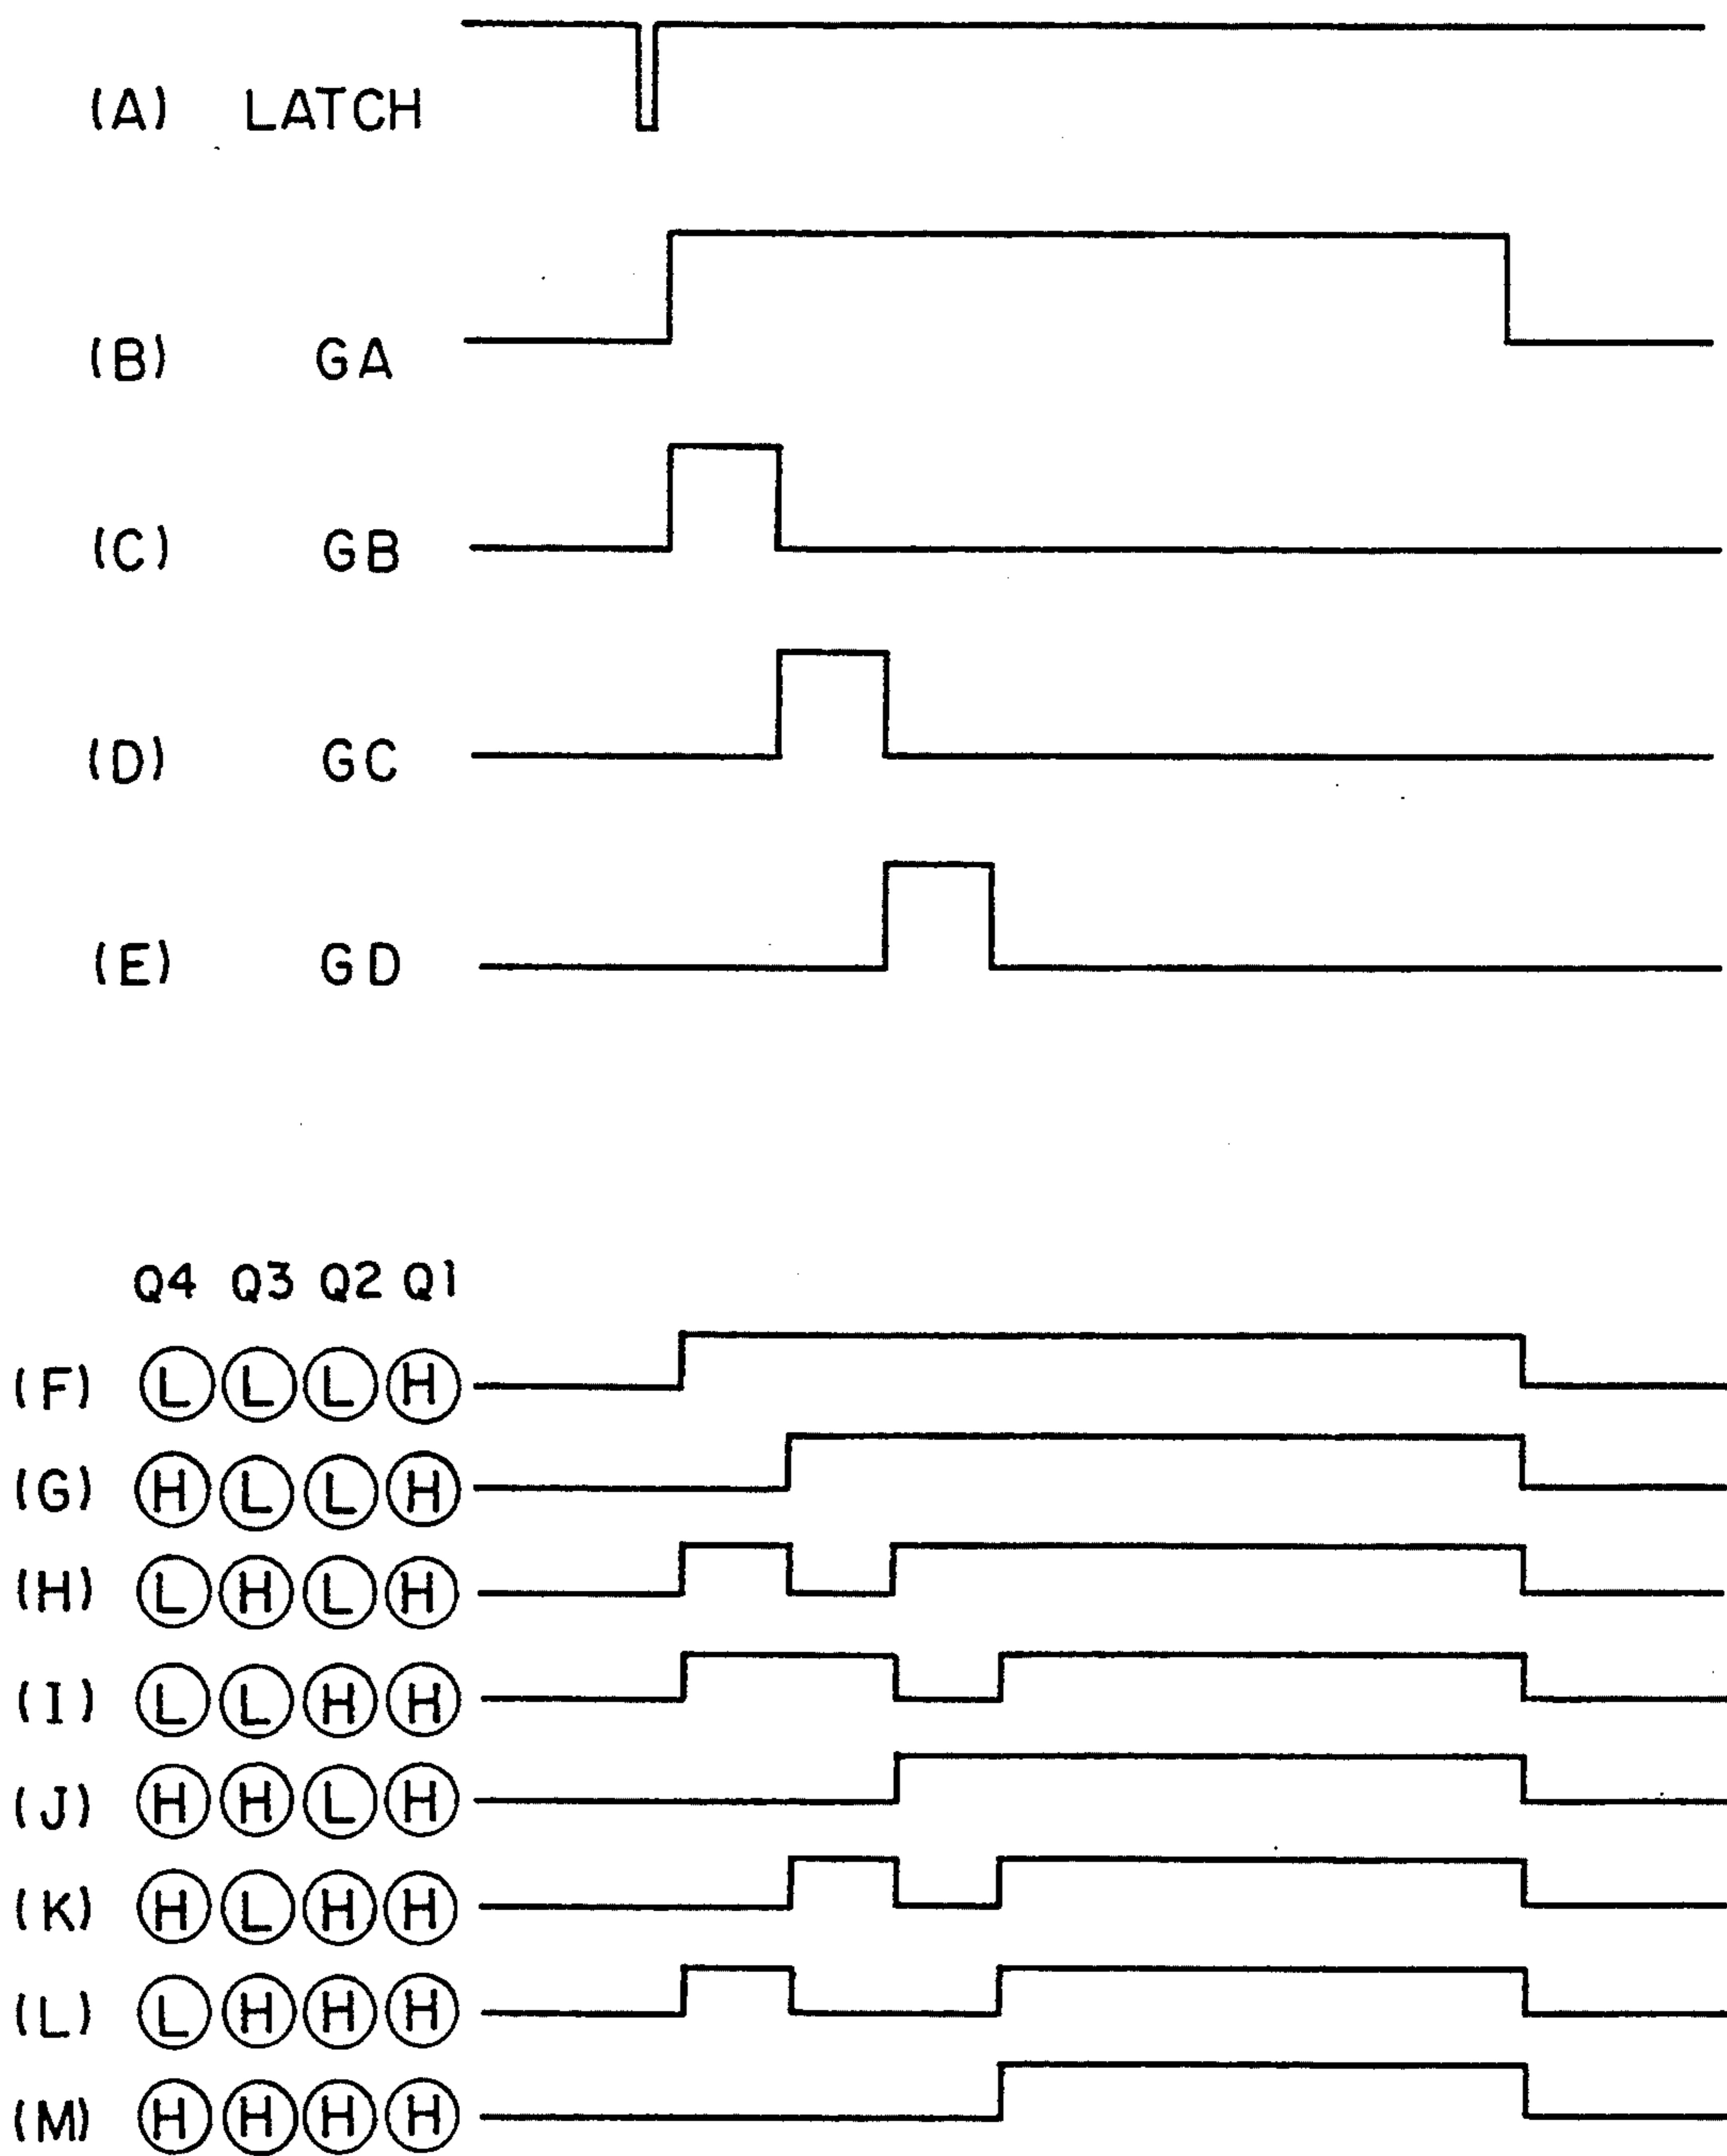 (A) LATCH
(B) GA
(C) GB
(D) GC
(E) GD
Q4 Q3 Q2 Q1
(F) L L L H
(G) H L L H
(H) L H L H
(I) L L H H
(J) H H L H
(K) H L H H
(L) L H H H
(M) H H H H